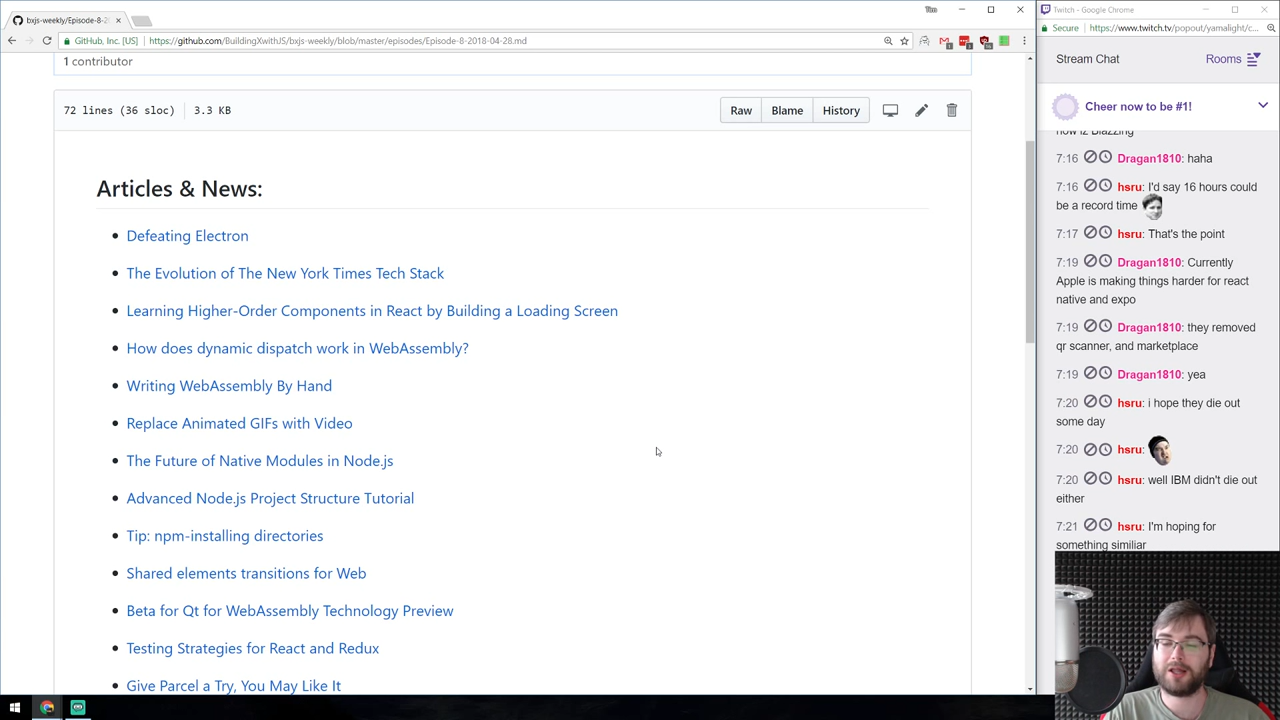 bxjs-weekly/Episode-8-2
Tim
GitHub, Inc. [US]
https://github.com/BuildingXwithJS/bxjs-weekly/blob/master/episodes/Episode-8-2018-04-28.md
1 contributor
72 lines (36 sloc)
3.3 KB
Raw
Blame
History
Articles & News:
Defeating Electron
The Evolution of The New York Times Tech Stack
Learning Higher-Order Components in React by Building a Loading Screen
How does dynamic dispatch work in WebAssembly?
Writing WebAssembly By Hand
Replace Animated GIFs with Video
The Future of Native Modules in Node.js
Advanced Node.js Project Structure Tutorial
Tip: npm-installing directories
Shared elements transitions for Web
Beta for Qt for WebAssembly Technology Preview
Testing Strategies for React and Redux
Give Parcel a Try, You May Like It
Twitch - Google Chrome
Secure
https://www.twitch.tv/popout/yamalight/c...
Stream Chat
Rooms
Cheer now to be #1!
now iz Blazzing
7:16 Dragan1810: haha
7:16 hsru: I'd say 16 hours could
be a record time
7:17 hsru: That's the point
7:19 Dragan1810: Currently
Apple is making things harder for react
native and expo
7:19 Dragan1810: they removed
qr scanner, and marketplace
7:19 Dragan1810: yea
7:20 hsru: i hope they die out
some day
7:20 hsru:
7:20 hsru: well IBM didn't die out
either
7:21 hsru: I'm hoping for
something similiar